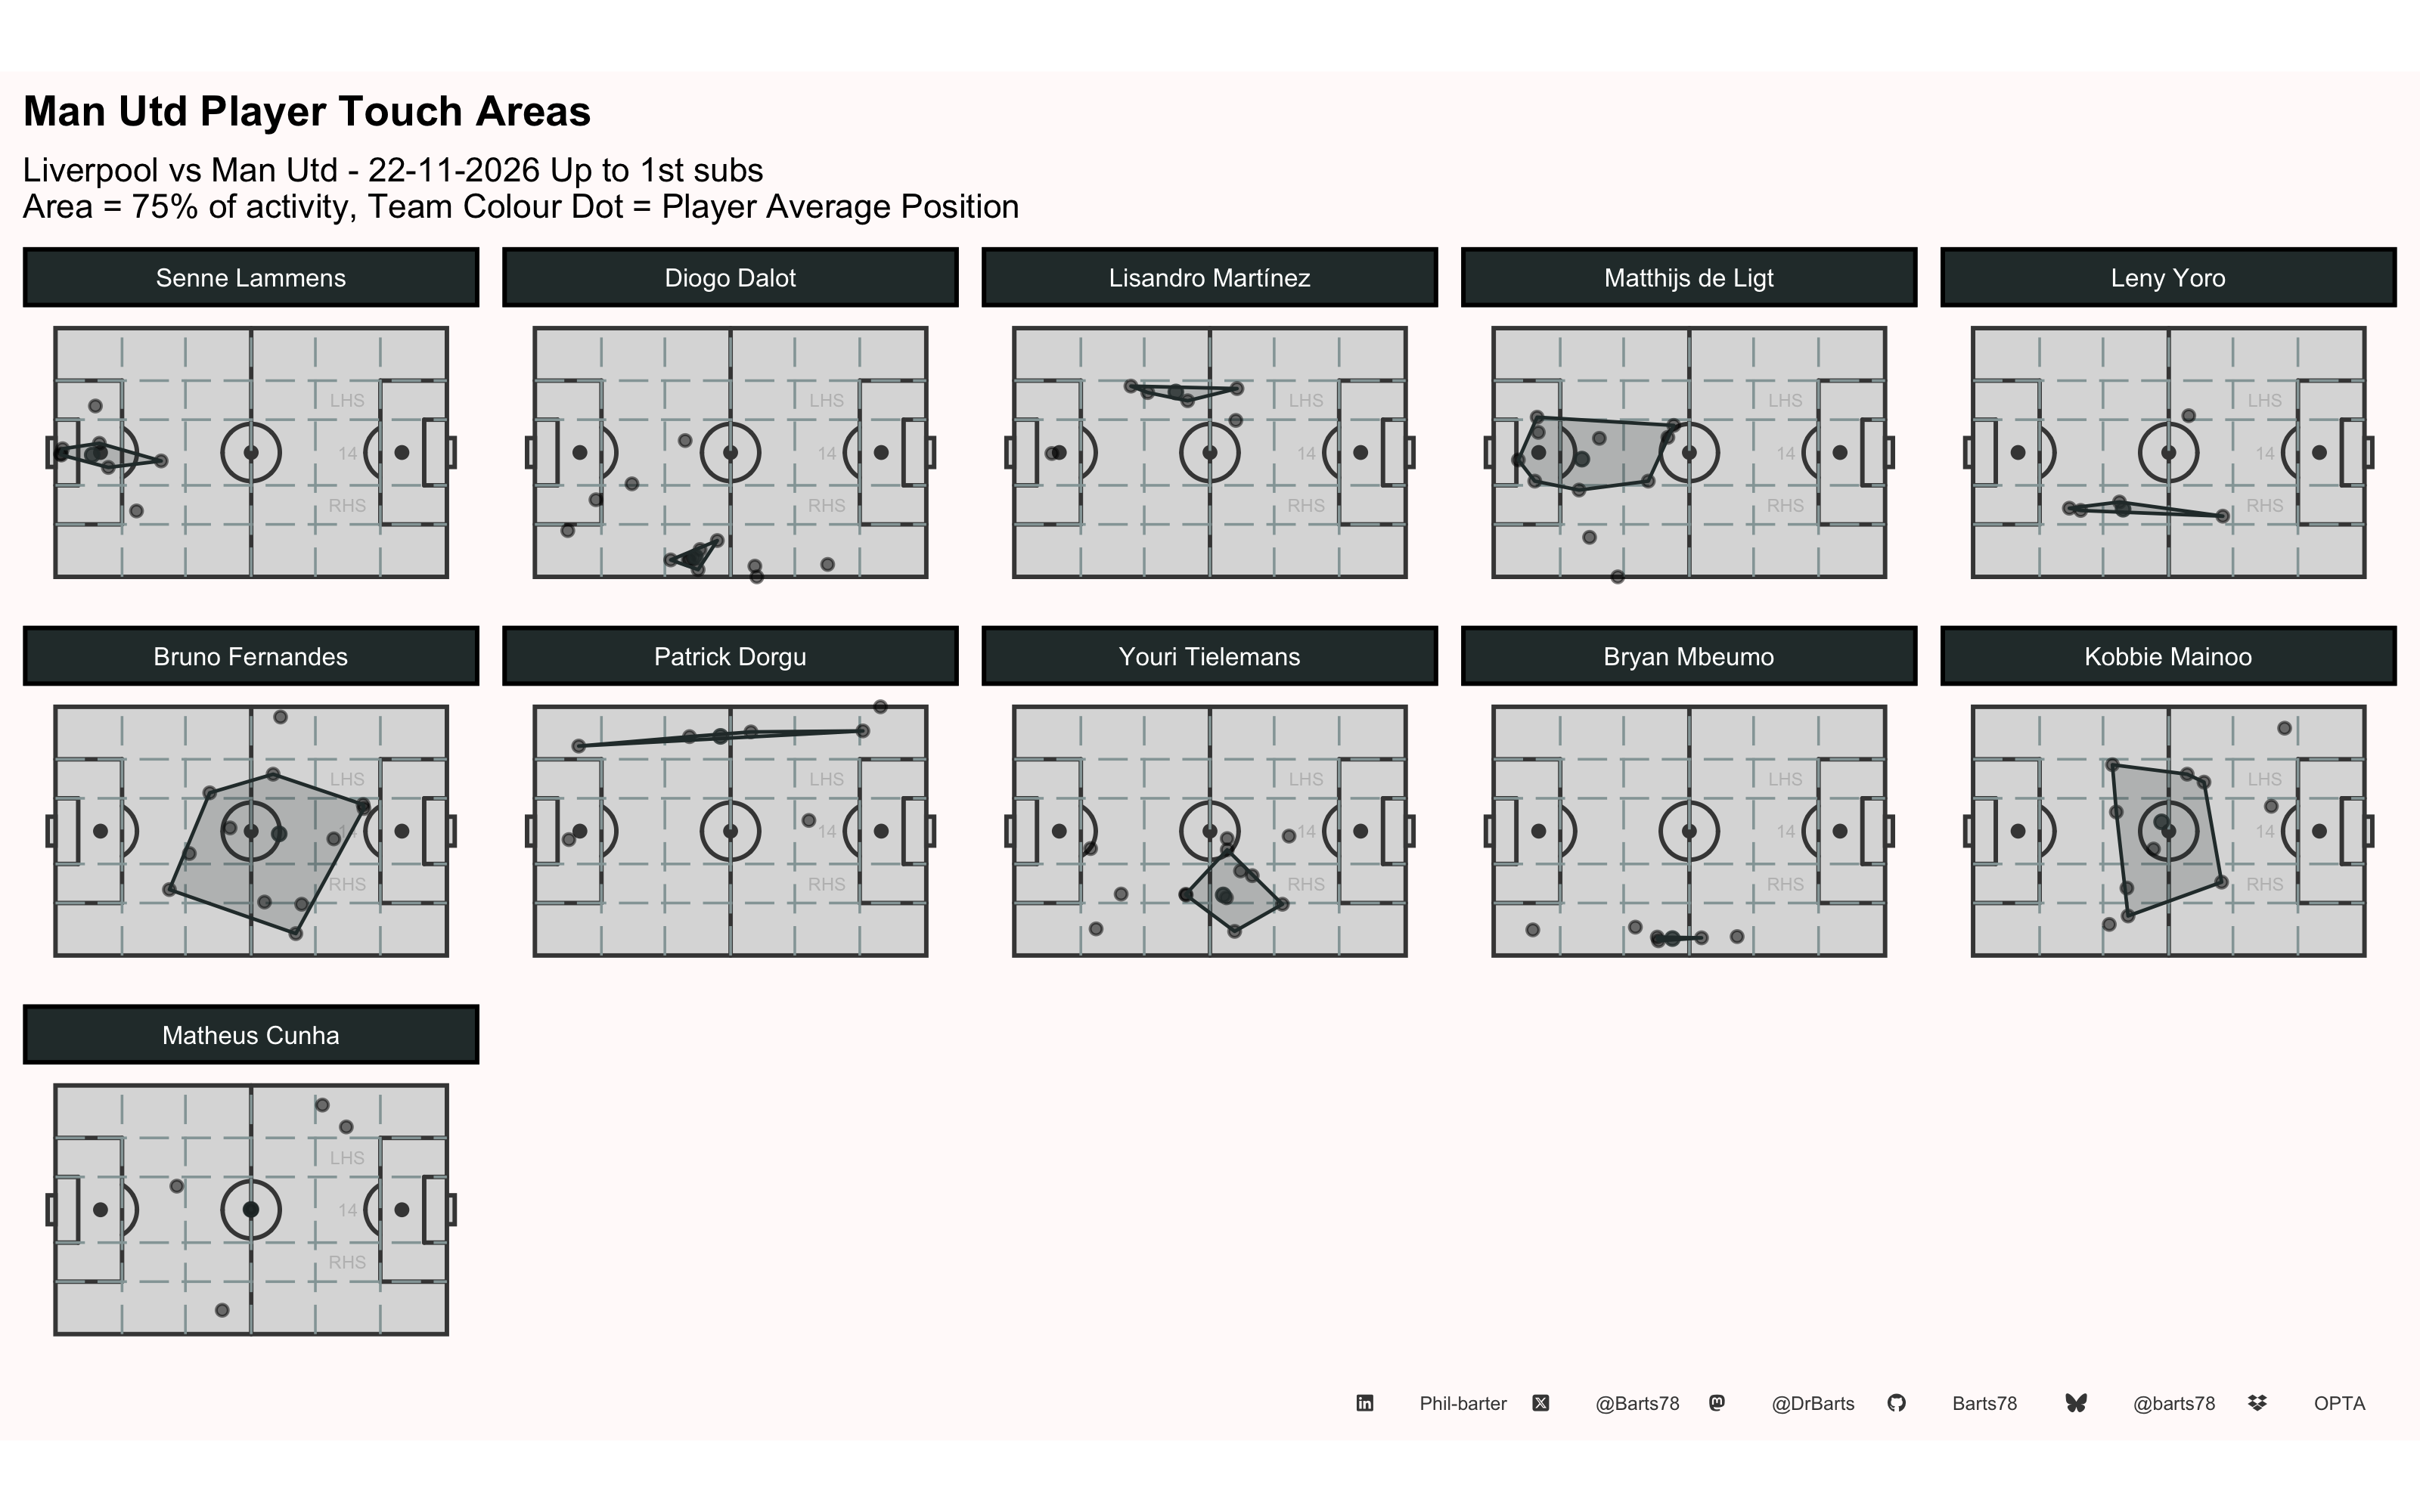 Man Utd Player Touch Areas
Liverpool vs Man Utd - 22-11-2026 Up to 1st subs
Area = 75% of activity, Team Colour Dot = Player Average Position
Senne Lammens
Diogo Dalot
Lisandro Martínez
Matthijs de Ligt
Leny Yoro
LHS
14
RHS
LHS
14
RHS
LHS
14
RHS
LHS
14
RHS
LHS
14
RHS
Bruno Fernandes
Patrick Dorgu
Youri Tielemans
Bryan Mbeumo
Kobbie Mainoo
LHS
14
RHS
LHS
14
RHS
LHS
14
RHS
LHS
14
RHS
LHS
14
RHS
Matheus Cunha
LHS
14
RHS
Phil-barter @Barts78 @DrBarts Barts78 @barts78 OPTA